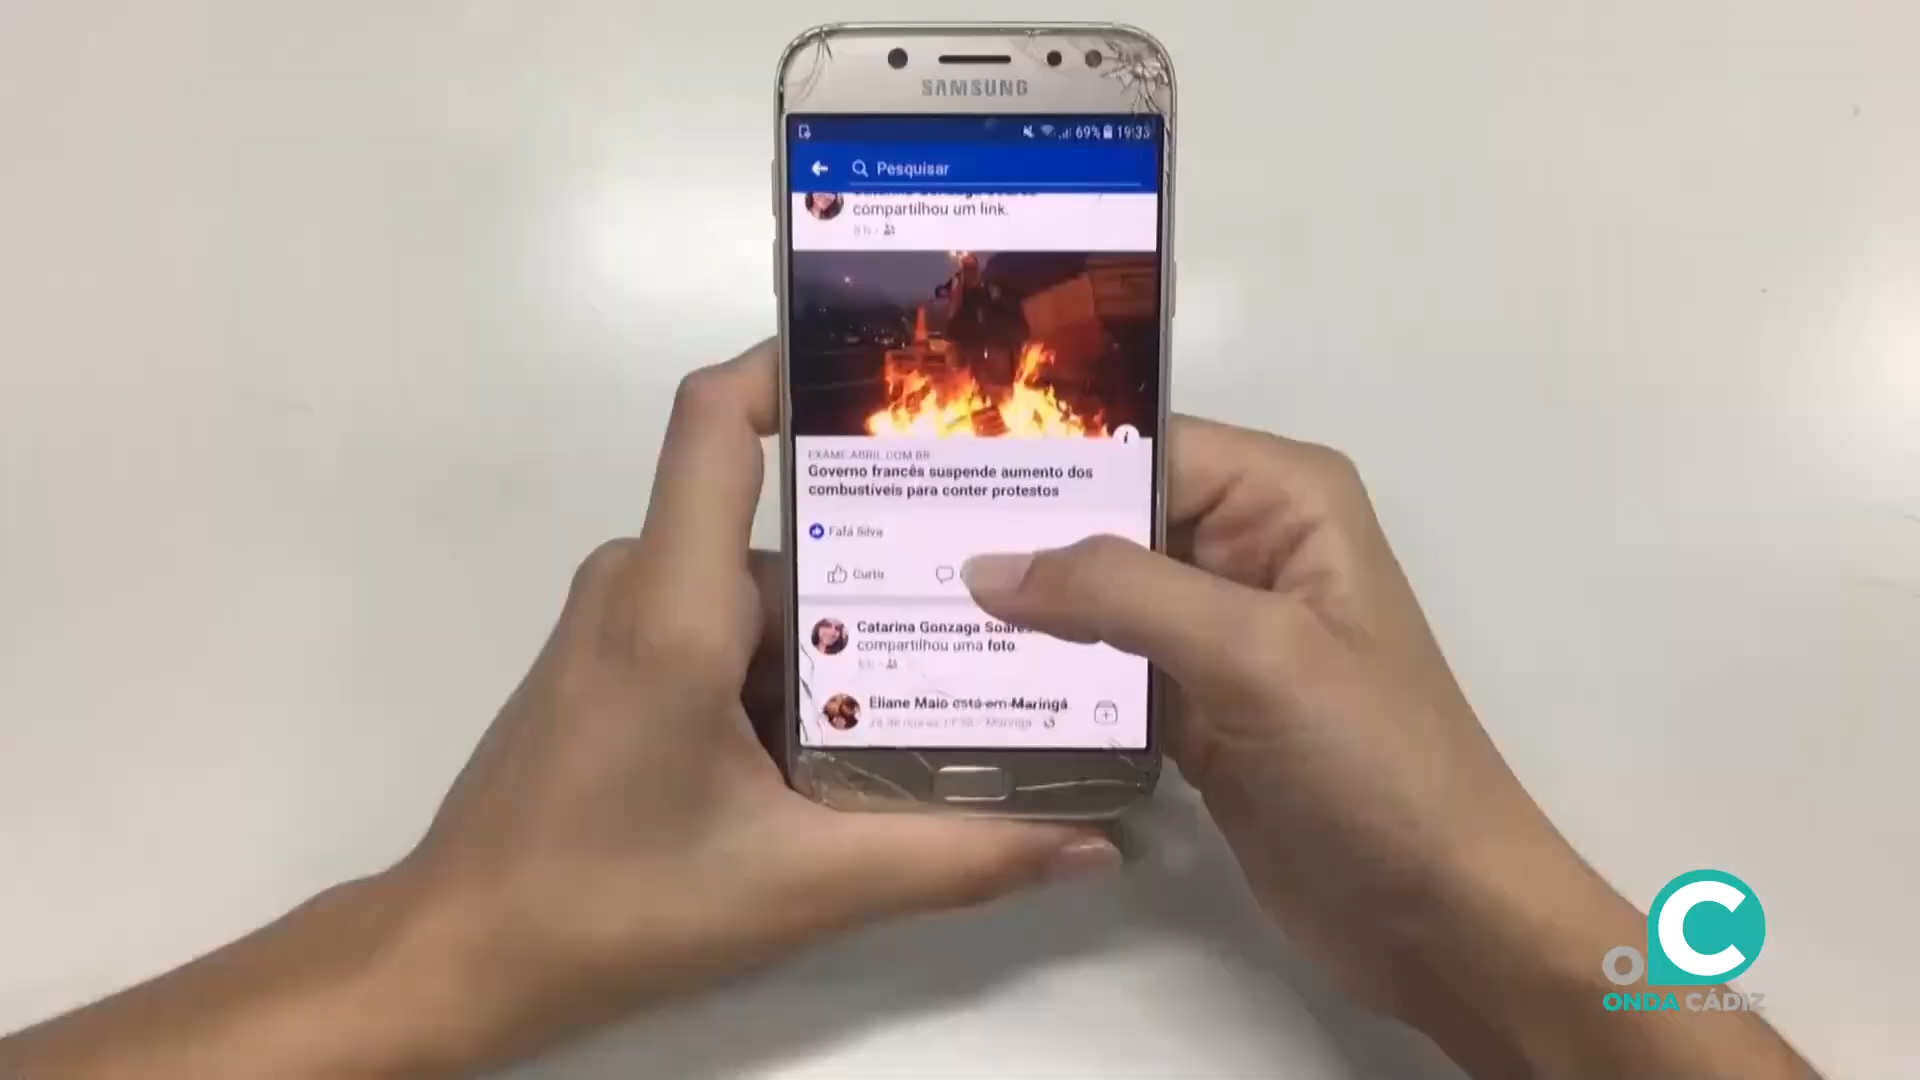 SAMSUNG
69% 19:33
Pesquisar
compartilhou um link.
EXAME.ABRIL.COM.BR
Governo francês suspende aumento dos
combustíveis para conter protestos
Fafá Silva
Curtir
Catarina Gonzaga Soares
compartilhou uma foto.
Eliane Maio está em Maringá
C
O
ONDA CÁDIZ